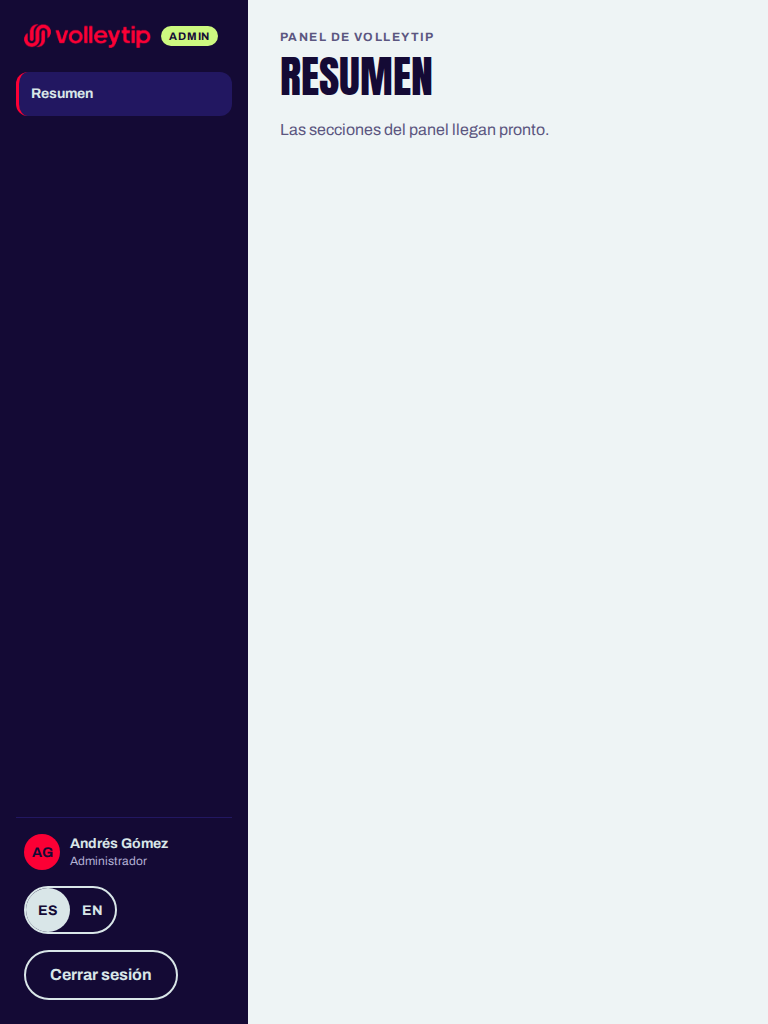 volleytip ADMIN
Resumen
PANEL DE VOLLEYTIP
RESUMEN
Las secciones del panel llegan pronto.
AG
Andrés Gómez
Administrador
ES EN
Cerrar sesión